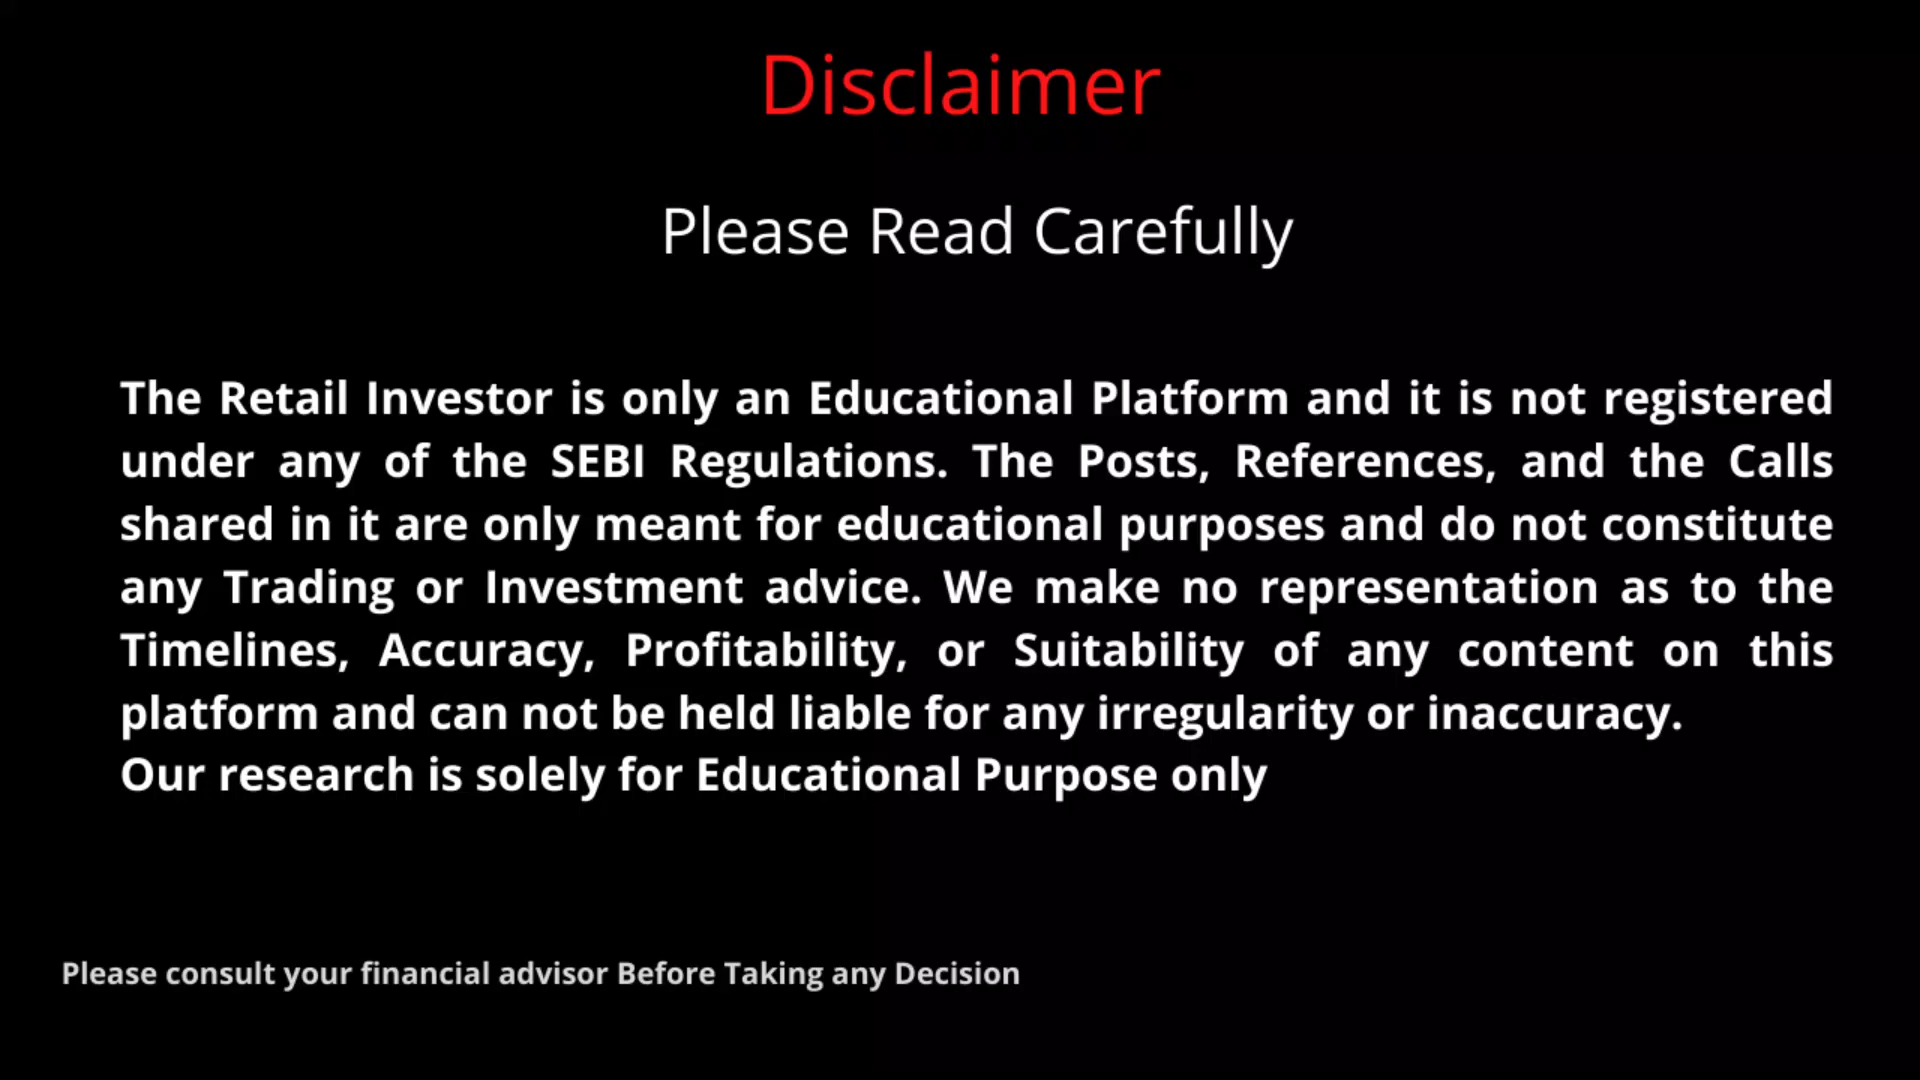 Disclaimer
Please Read Carefully
The Retail Investor is only an Educational Platform and it is not registered
under any of the SEBI Regulations. The Posts, References, and the Calls
shared in it are only meant for educational purposes and do not constitute
any Trading or Investment advice. We make no representation as to the
Timelines, Accuracy, Profitability, or Suitability of any content on this
platform and can not be held liable for any irregularity or inaccuracy.
Our research is solely for Educational Purpose only
Please consult your financial advisor Before Taking any Decision